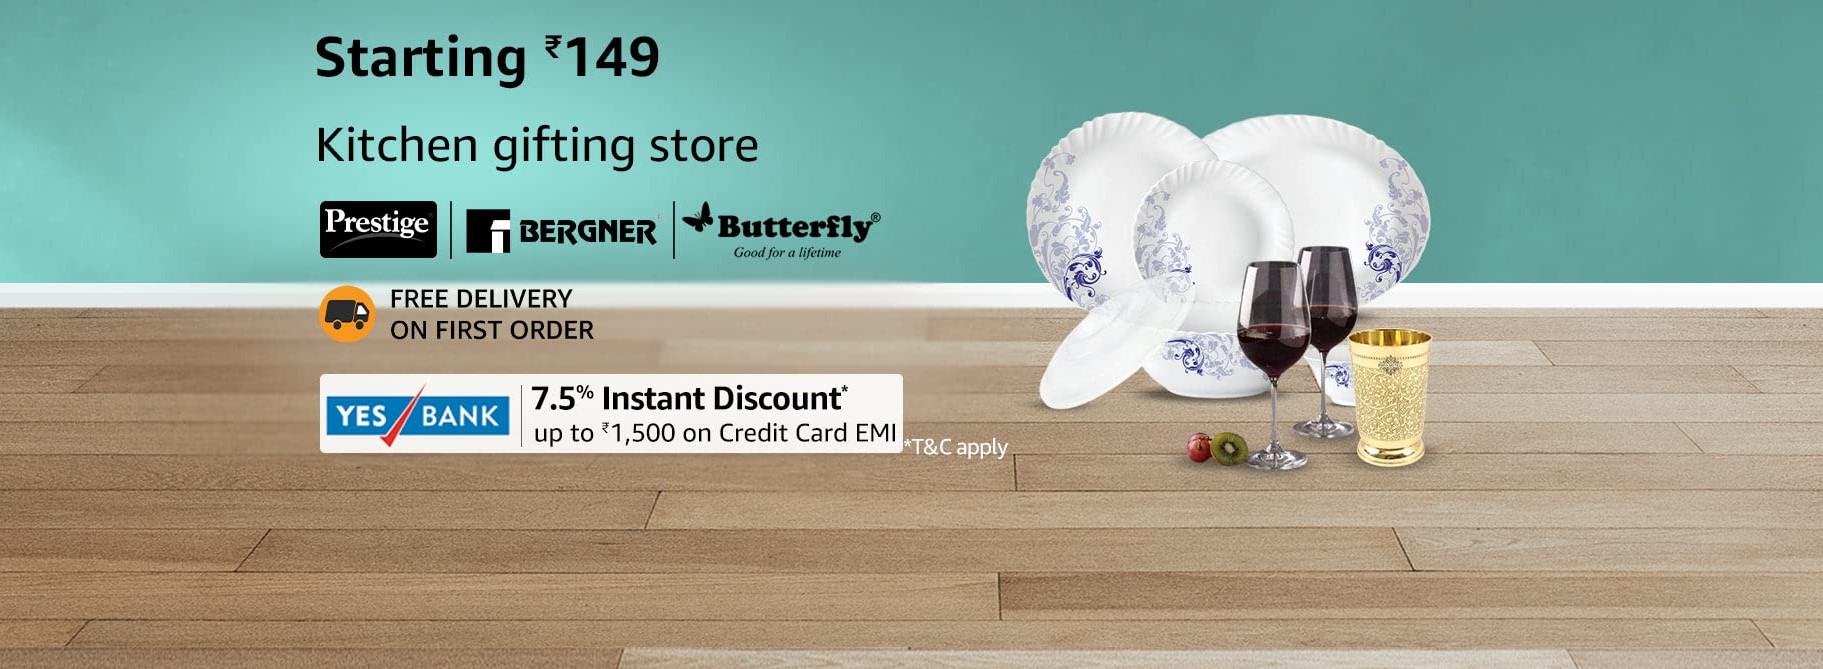 Starting ₹149
Kitchen gifting store
Prestige
BERGNER
Butterfly®
Good for a lifetime
FREE DELIVERY
ON FIRST ORDER
YES BANK
7.5% Instant Discount*
up to ₹1,500 on Credit Card EMI
*T&C apply